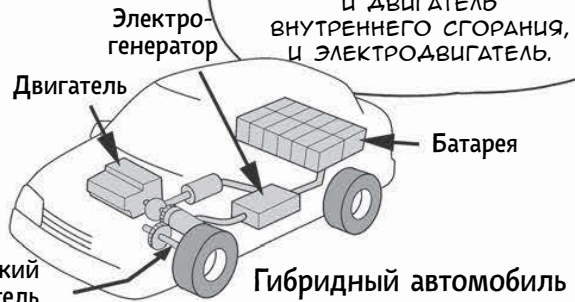 И ДВИГАТЕЛЬ
ВНУТРЕННЕГО СГОРАНИЯ,
И ЭЛЕКТРОДВИГАТЕЛЬ.
Электро-
генератор
Двигатель
Батарея
Гибридный автомобиль